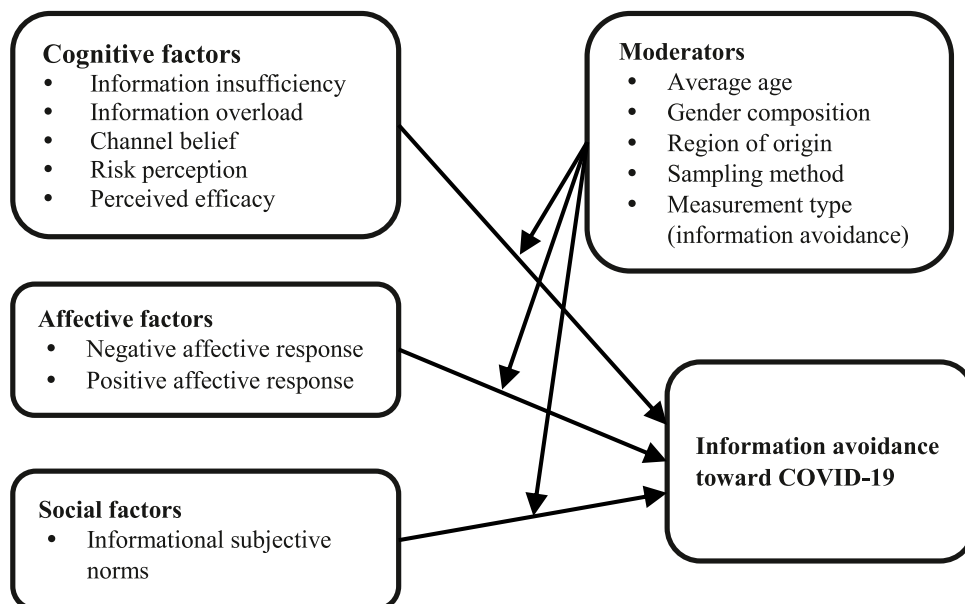 Cognitive factors
• Information insufficiency
• Information overload
• Channel belief
• Risk perception
• Perceived efficacy
Moderators
• Average age
• Gender composition
• Region of origin
• Sampling method
• Measurement type
(information avoidance)
Affective factors
• Negative affective response
• Positive affective response
Social factors
• Informational subjective
norms
Information avoidance
toward COVID-19